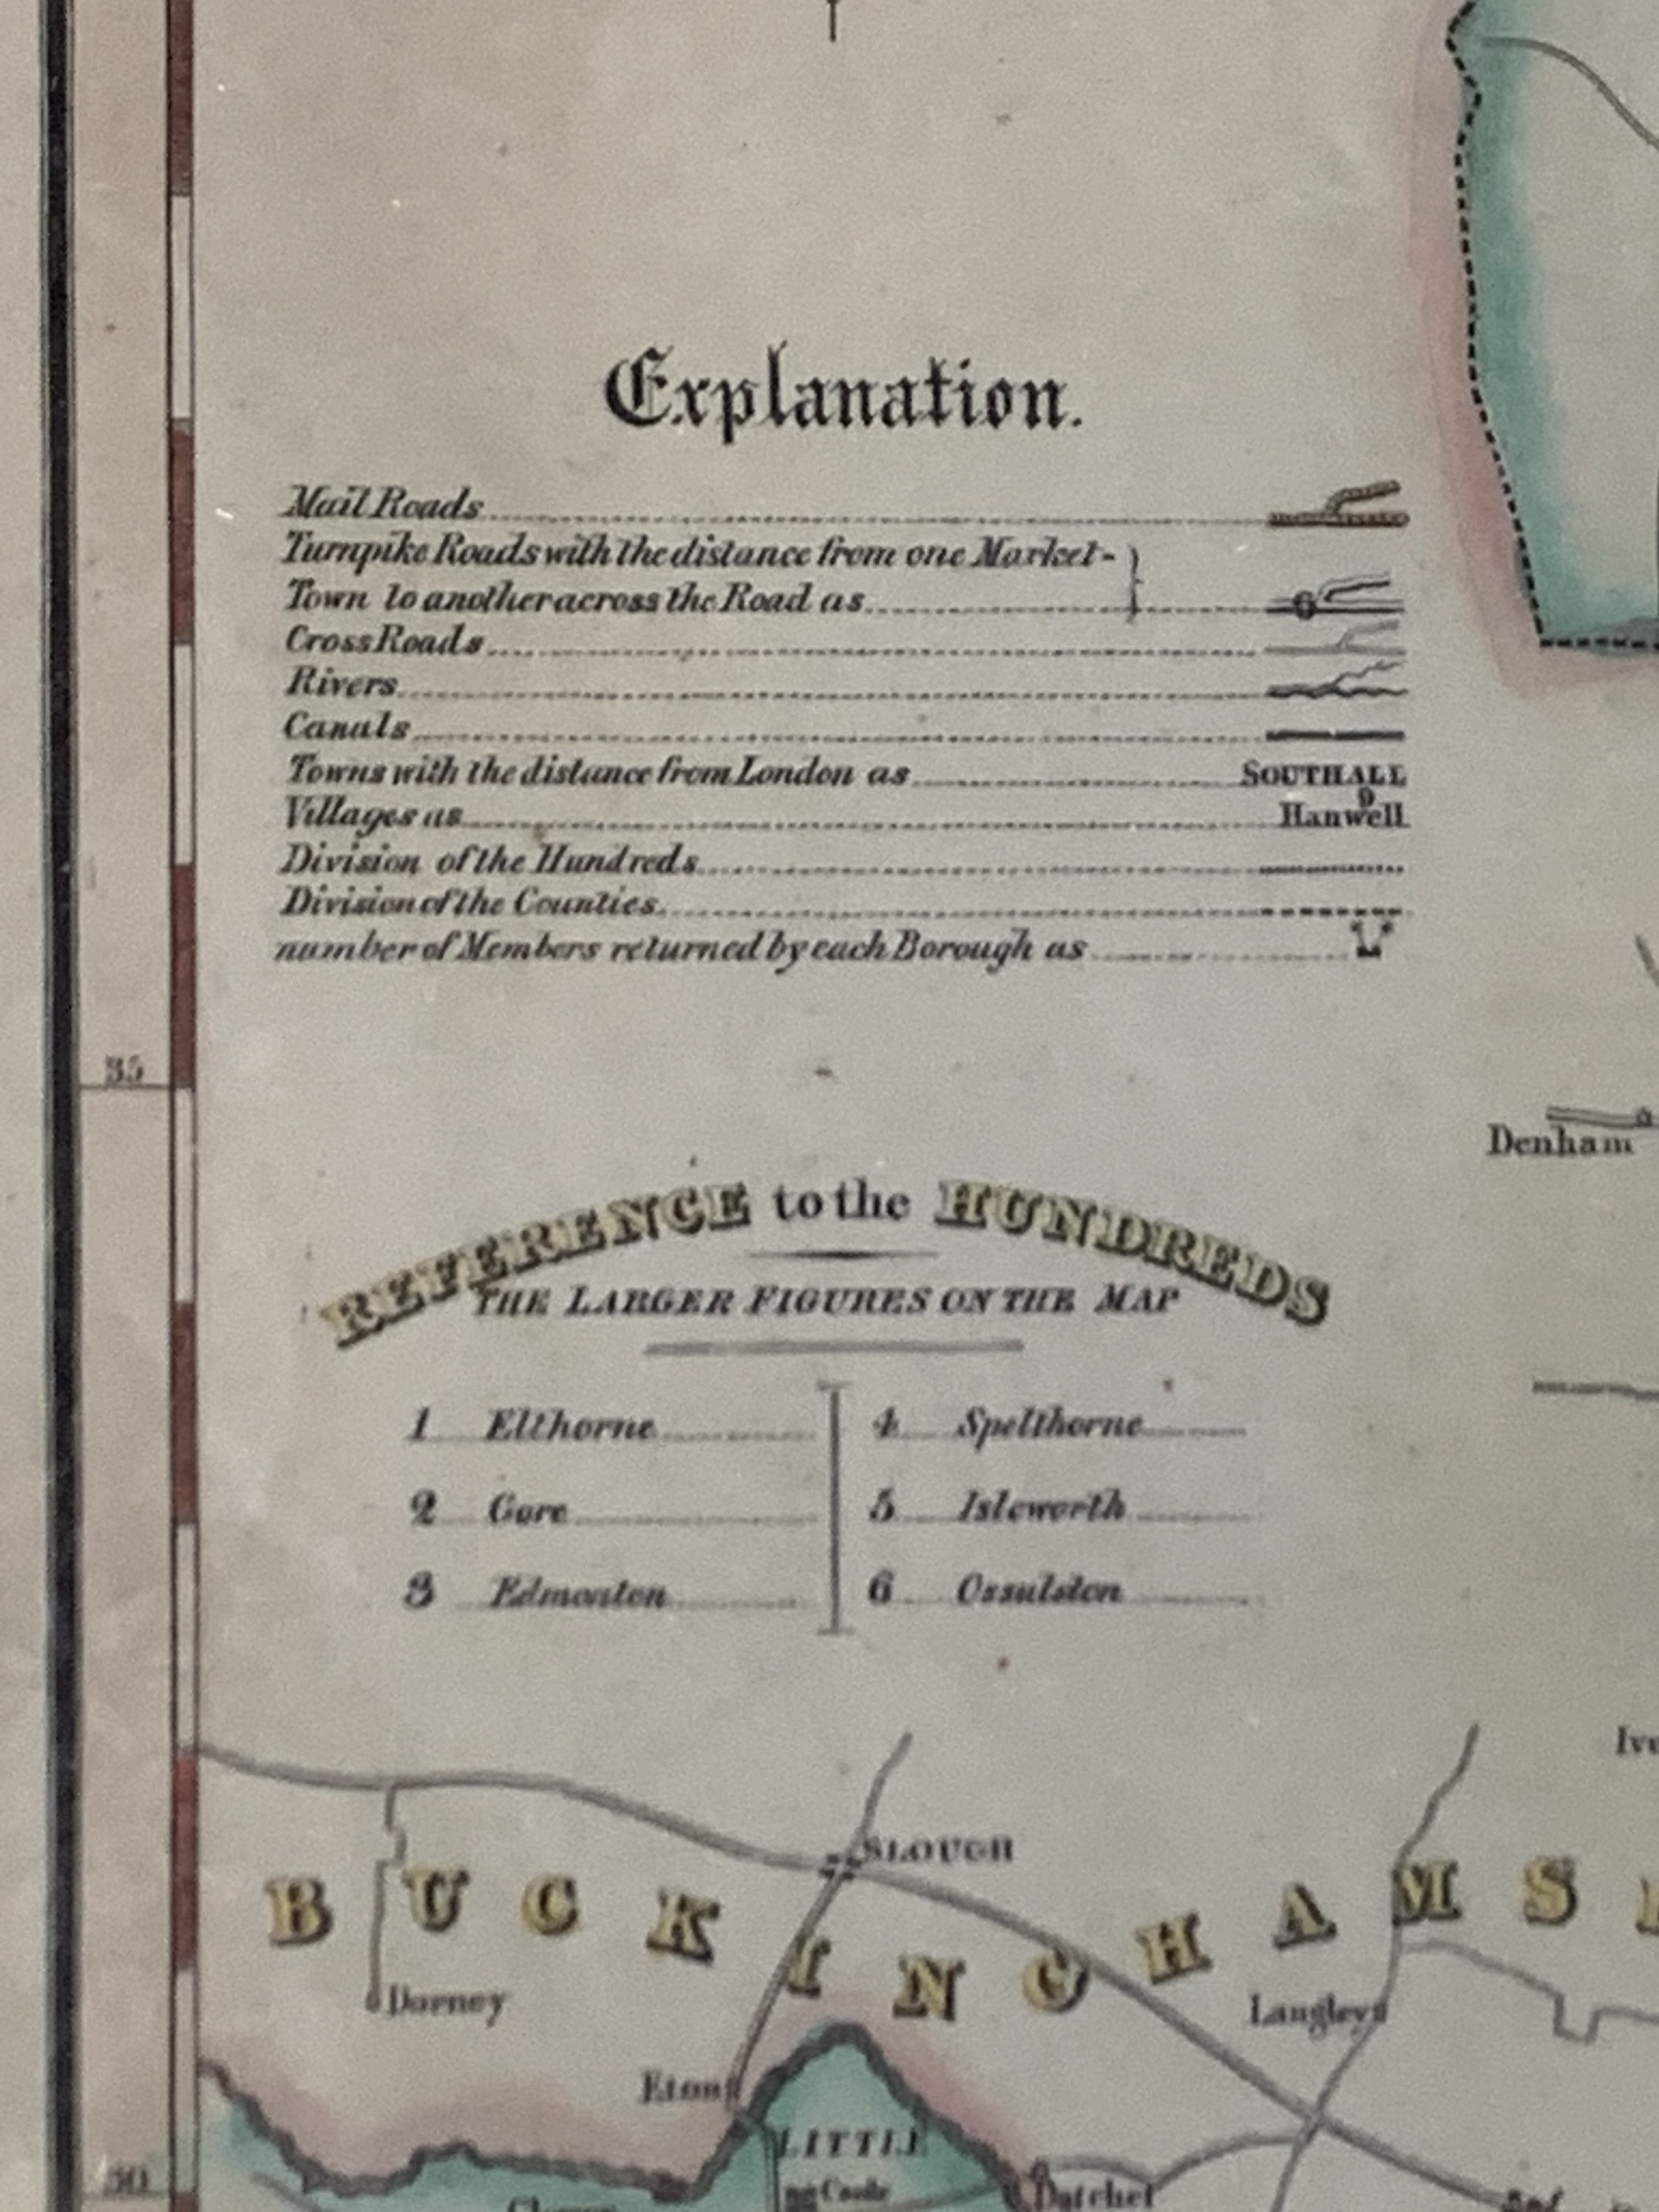 Explanation.
Mail Roads
Turnpike Roads with the distance from one Market-
Town to another across the Road as 6
Cross Roads
Rivers
Canals
Towns with the distance from London as SOUTHALL
9
Villages as Hanwell
Division of the Hundreds
Division of the Counties
number of Members returned by each Borough as
35
Denham
REFERENCE to the HUNDREDS
THE LARGER FIGURES ON THE MAP
1 Elthorne 4 Spelthorne
2 Gore 5 Isleworth
3 Edmonton 6 Ossulston
SLOUGH
BUCKINGHAMS
Dorney
Langley
Eton
LITTLE
Datchet
30